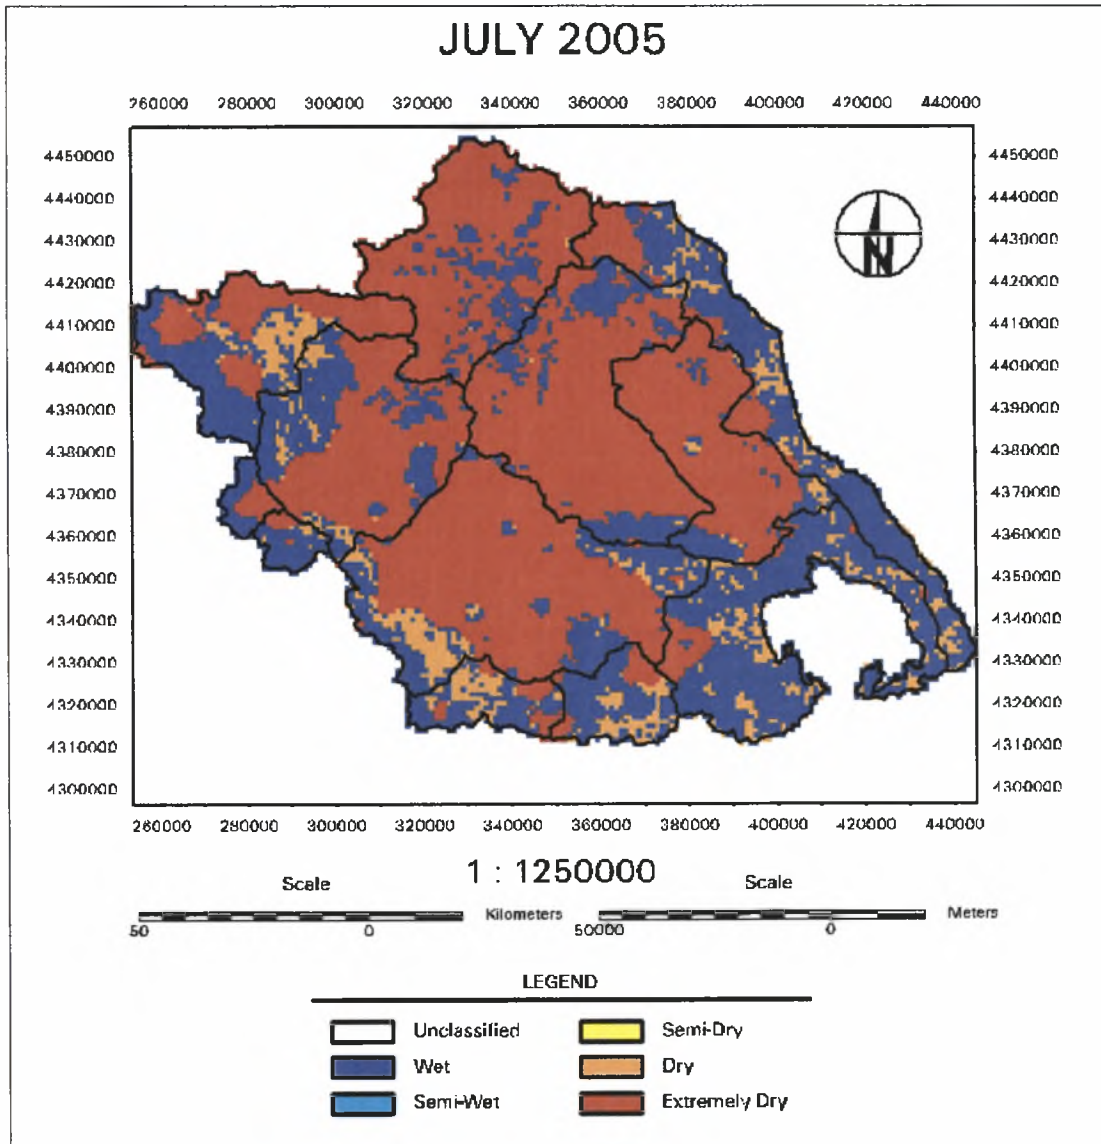 JULY 2005
260000 280000 300000 320000 340000 360000 380000 400000 420000 440000
4450000 4450000
4440000 4440000
4430000 4430000
4420000 4420000
4410000 4410000
4400000 4400000
4390000 4390000
4380000 4380000
4370000 4370000
4360000 4360000
4350000 4350000
4340000 4340000
4330000 4330000
4320000 4320000
4310000 4310000
4300000 4300000
N
260000 280000 300000 320000 340000 360000 380000 400000 420000 440000
1 : 1250000
Scale Scale
Kilometers Meters
50 0 50000 0
LEGEND
Unclassified Semi-Dry
Wet Dry
Semi-Wet Extremely Dry